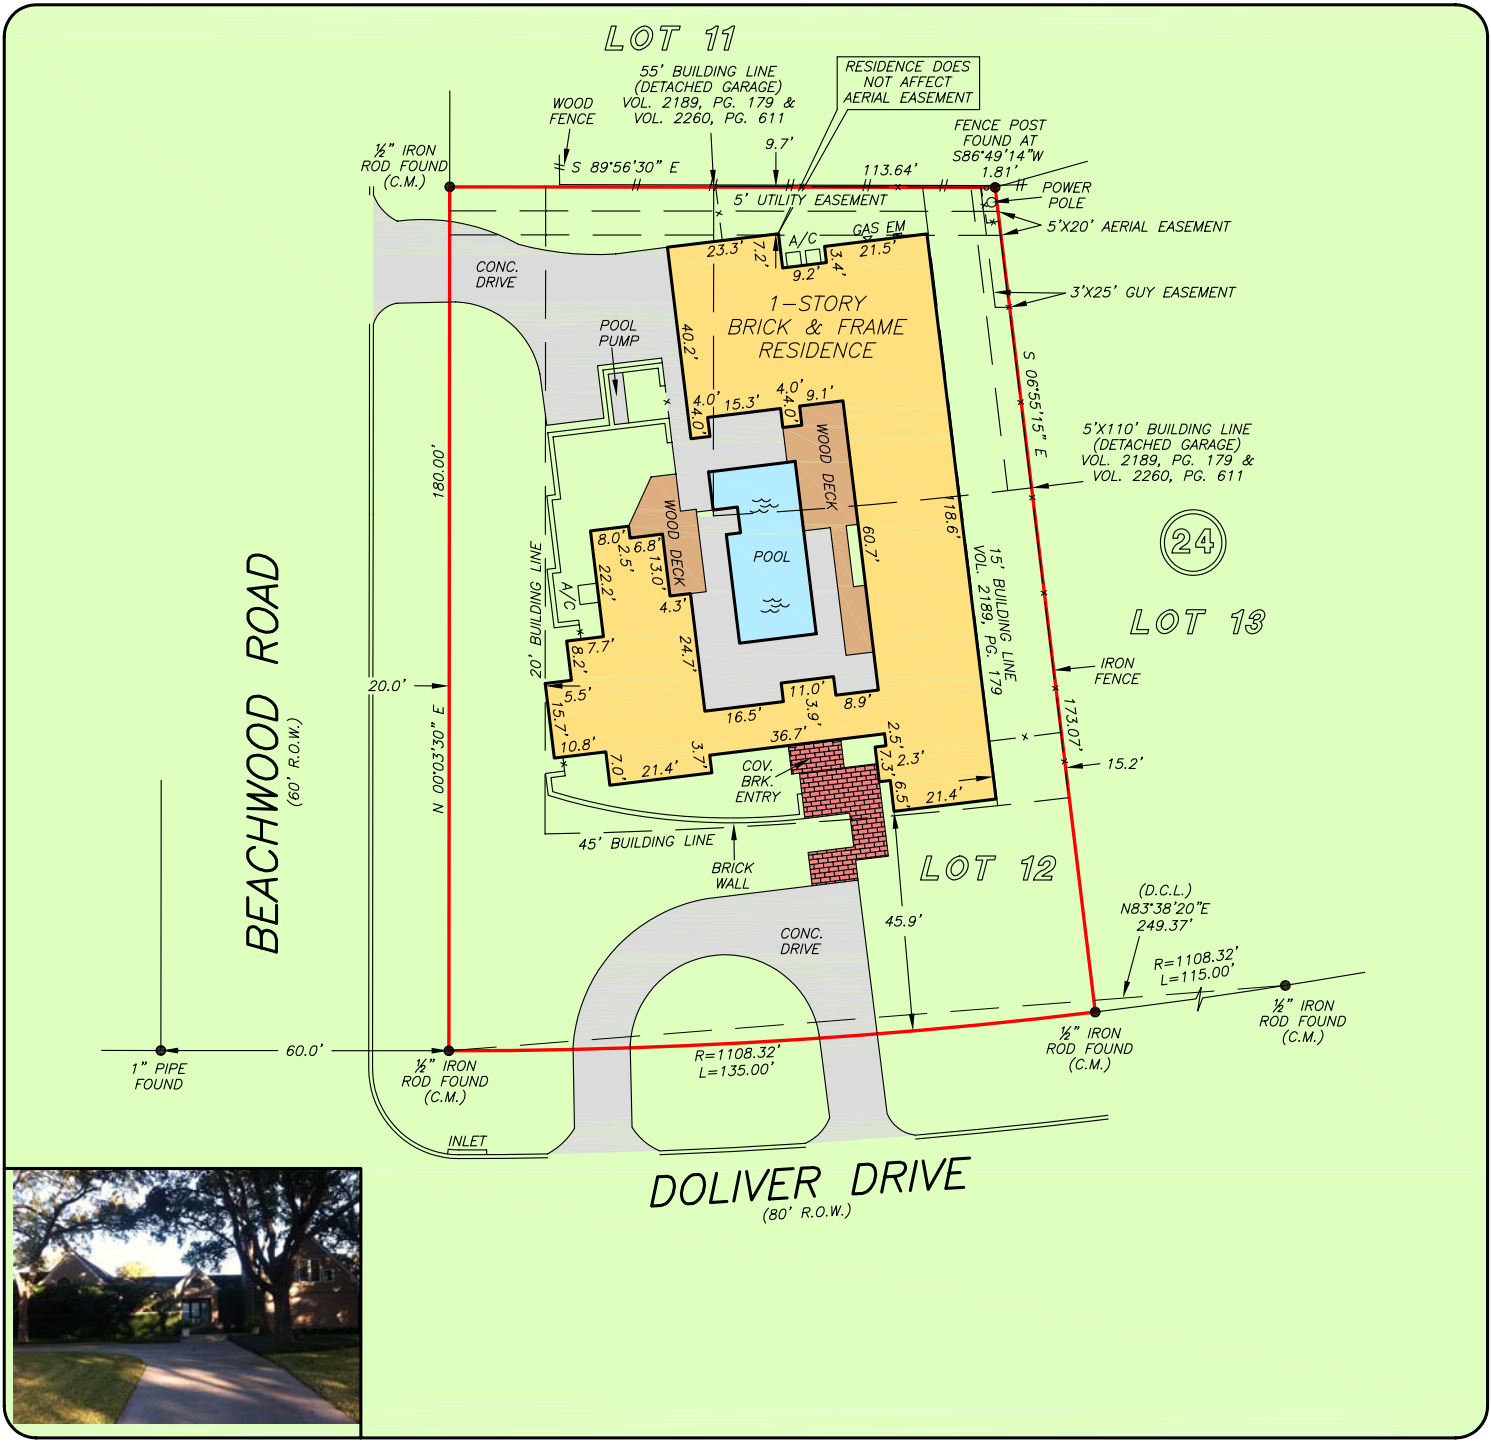 LOT 11
55' BUILDING LINE
(DETACHED GARAGE)
VOL. 2189, PG. 179 &
VOL. 2260, PG. 611
RESIDENCE DOES
NOT AFFECT
AERIAL EASEMENT
WOOD
FENCE
FENCE POST
FOUND AT
S86°49'14"W
1.81'
½" IRON
ROD FOUND
(C.M.)
9.7'
S 89°56'30" E
113.64'
POWER
POLE
5' UTILITY EASEMENT
5'X20' AERIAL EASEMENT
GAS EM
A/C
23.3'
7.2'
9.2'
3.4'
21.5'
CONC.
DRIVE
3'X25' GUY EASEMENT
1-STORY
BRICK & FRAME
RESIDENCE
POOL
PUMP
40.2'
S 06°55'15" E
4.0'
4.0'
15.3'
4.0'
4.0'
9.1'
5'X110' BUILDING LINE
(DETACHED GARAGE)
VOL. 2189, PG. 179 &
VOL. 2260, PG. 611
180.00'
WOOD DECK
WOOD DECK
118.6'
24
8.0'
2.5'
6.8'
13.0'
22.2'
4.3'
POOL
60.7'
A/C
20' BUILDING LINE
15' BUILDING LINE
VOL. 2189, PG. 179
LOT 13
BEACHWOOD ROAD
(60' R.O.W.)
7.7'
8.2'
24.7'
IRON
FENCE
20.0'
5.5'
15.7'
16.5'
11.0'
3.9'
8.9'
173.07'
N 00°03'30" E
10.8'
7.0'
21.4'
3.7'
36.7'
2.5'
2.3'
7.3'
6.5'
21.4'
15.2'
COV.
BRK.
ENTRY
45' BUILDING LINE
BRICK
WALL
LOT 12
(D.C.L.)
N83°38'20"E
249.37'
45.9'
CONC.
DRIVE
R=1108.32'
L=115.00'
½" IRON
ROD FOUND
(C.M.)
½" IRON
ROD FOUND
(C.M.)
60.0'
1" PIPE
FOUND
½" IRON
ROD FOUND
(C.M.)
R=1108.32'
L=135.00'
INLET
DOLIVER DRIVE
(80' R.O.W.)